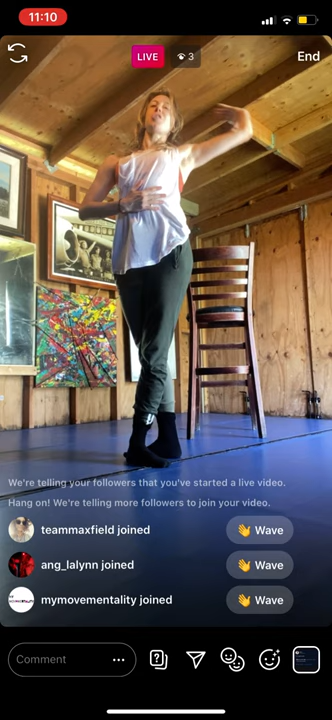 11:10
LIVE 3 End
We're telling your followers that you've started a live video.
Hang on! We're telling more followers to join your video.
teammaxfield joined 👋 Wave
ang_lalynn joined 👋 Wave
mymovementality joined 👋 Wave
Comment